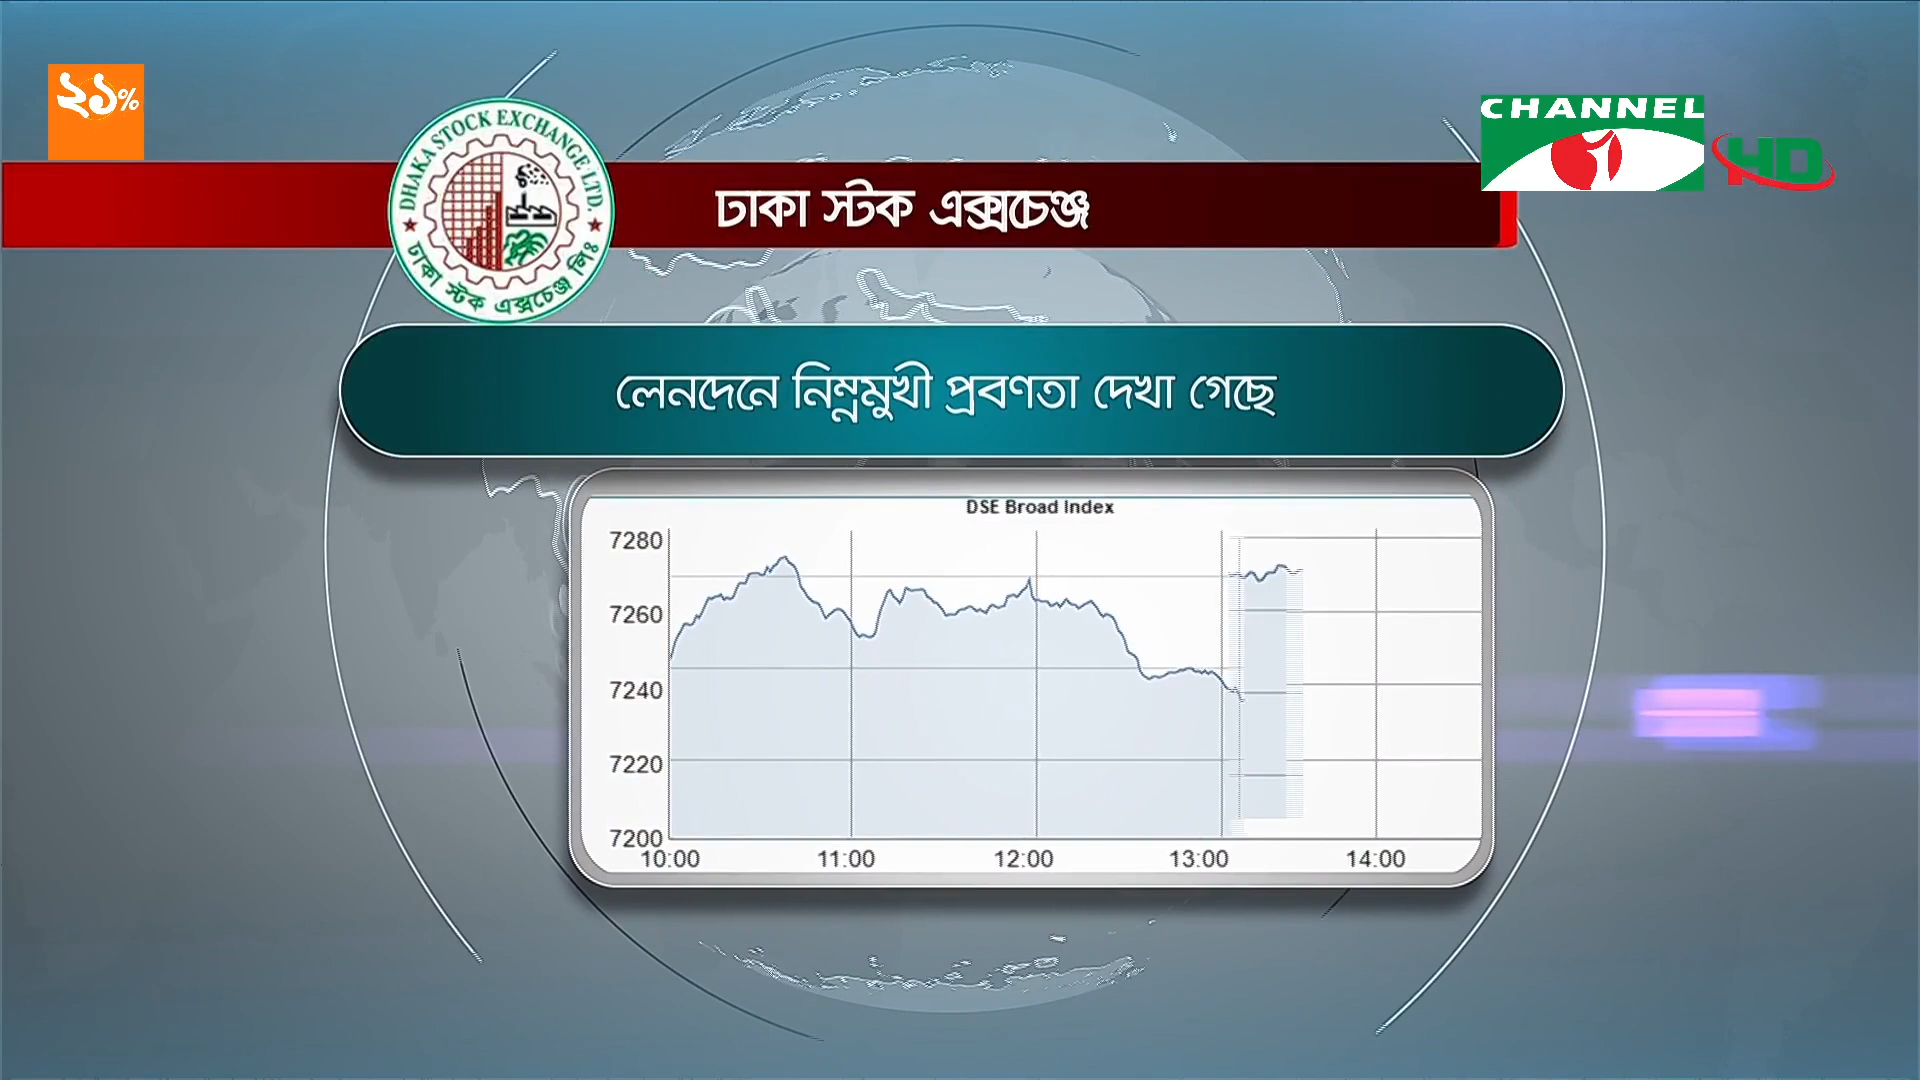 ২১%
CHANNEL
i
HD
DHAKA STOCK EXCHANGE LTD.
ঢাকা স্টক এক্সচেঞ্জ লিঃ
ঢাকা স্টক এক্সচেঞ্জ
লেনদেনে নিম্নমুখী প্রবণতা দেখা গেছে
DSE Broad Index
7280
7260
7240
7220
7200
10:00 11:00 12:00 13:00 14:00